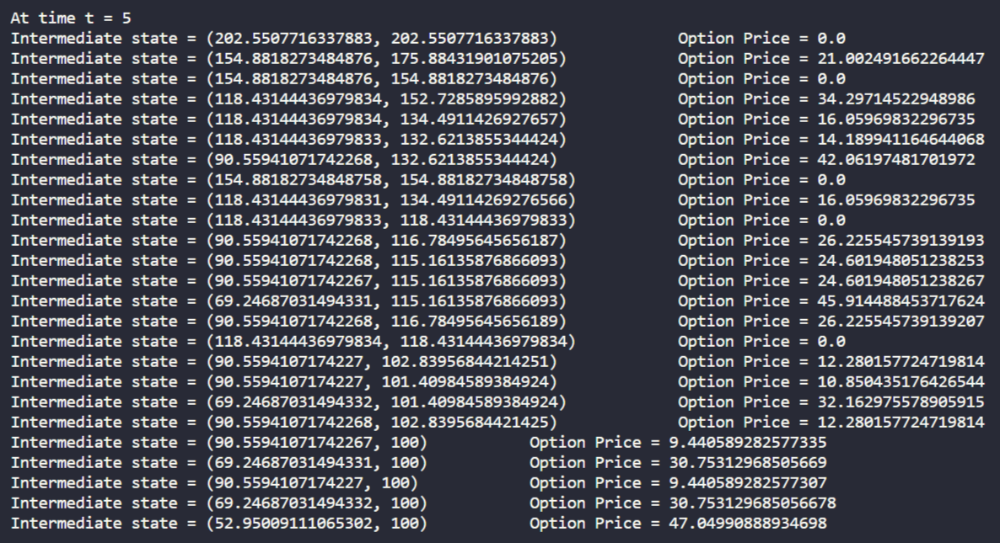 At time t = 5
Intermediate state = (202.5507716337883, 202.5507716337883) Option Price = 0.0
Intermediate state = (154.8818273484876, 175.88431901075205) Option Price = 21.002491662264447
Intermediate state = (154.8818273484876, 154.8818273484876) Option Price = 0.0
Intermediate state = (118.43144436979834, 152.7285895992882) Option Price = 34.29714522948986
Intermediate state = (118.43144436979834, 134.4911426927657) Option Price = 16.05969832296735
Intermediate state = (118.43144436979833, 132.6213855344424) Option Price = 14.189941164644068
Intermediate state = (90.55941071742268, 132.6213855344424) Option Price = 42.06197481701972
Intermediate state = (154.88182734848758, 154.88182734848758) Option Price = 0.0
Intermediate state = (118.43144436979831, 134.49114269276566) Option Price = 16.05969832296735
Intermediate state = (118.43144436979833, 118.43144436979833) Option Price = 0.0
Intermediate state = (90.55941071742268, 116.78495645656187) Option Price = 26.225545739139193
Intermediate state = (90.55941071742268, 115.16135876866093) Option Price = 24.601948051238253
Intermediate state = (90.55941071742267, 115.16135876866093) Option Price = 24.601948051238267
Intermediate state = (69.24687031494331, 115.16135876866093) Option Price = 45.914488453717624
Intermediate state = (90.55941071742268, 116.78495645656189) Option Price = 26.225545739139207
Intermediate state = (118.43144436979834, 118.43144436979834) Option Price = 0.0
Intermediate state = (90.5594107174227, 102.83956844214251) Option Price = 12.280157724719814
Intermediate state = (90.5594107174227, 101.40984589384924) Option Price = 10.850435176426544
Intermediate state = (69.24687031494332, 101.40984589384924) Option Price = 32.162975578905915
Intermediate state = (90.55941071742268, 102.8395684421425) Option Price = 12.280157724719814
Intermediate state = (90.55941071742267, 100) Option Price = 9.440589282577335
Intermediate state = (69.24687031494331, 100) Option Price = 30.75312968505669
Intermediate state = (90.5594107174227, 100) Option Price = 9.440589282577307
Intermediate state = (69.24687031494332, 100) Option Price = 30.753129685056678
Intermediate state = (52.95009111065302, 100) Option Price = 47.04990888934698